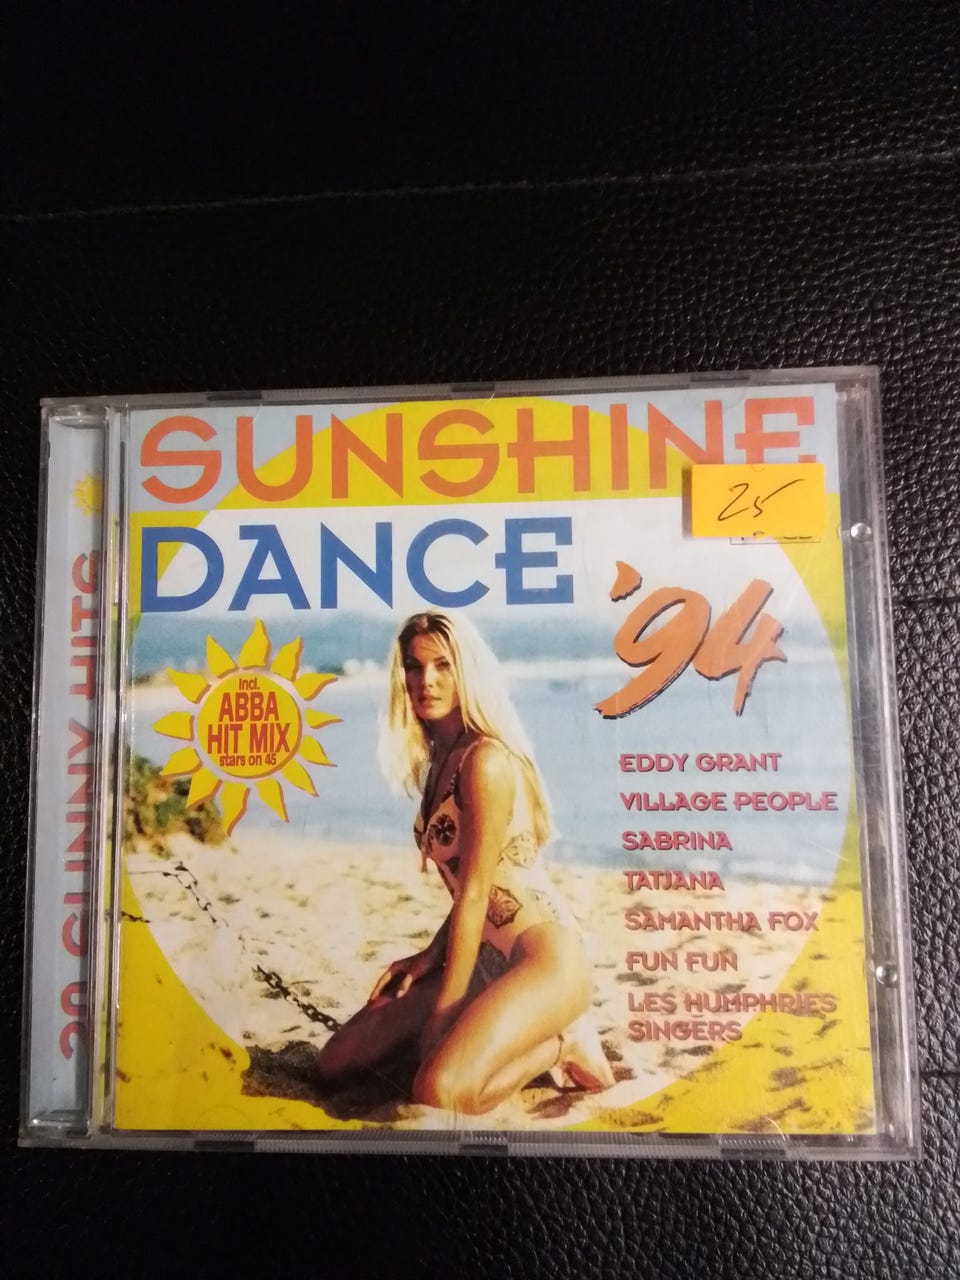 SUNSHINE
DANCE
'94
25
Incl.
ABBA
HIT MIX
stars on 45
EDDY GRANT
VILLAGE PEOPLE
SABRINA
TATJANA
SAMANTHA FOX
FUN FUN
LES HUMPHRIES
SINGERS
20 SUNNY HITS